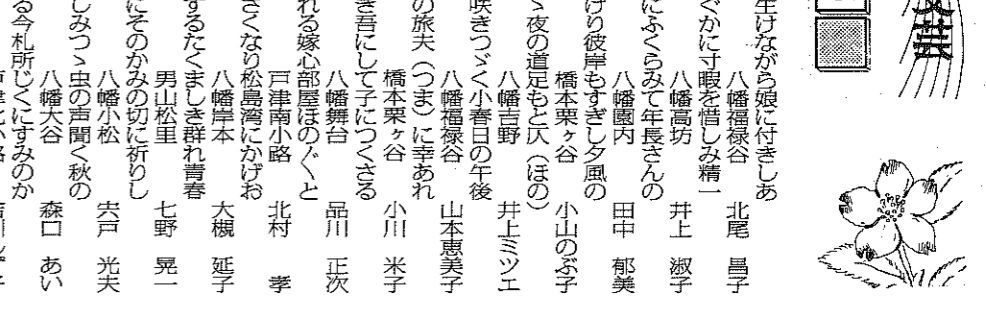 文芸
生けながら娘に付きしあ
八幡福禄谷 北尾 昌子
ぐかに寸暇を惜しみ精一
八幡高坊 井上 淑子
にふくらみて年長さんの
八幡園内 田中 郁美
けり彼岸もすぎし夕風の
橋本栗ヶ谷 小山のぶ子
ゝ夜の道足もと仄(ほの)
八幡吉野 井上ミツエ
咲きつゞく小春日の午後
八幡福禄谷 山本恵美子
の旅夫(つま)に幸あれ
橋本栗ヶ谷 小川 米子
き吾にして子につくさる
八幡舞台 品川 正次
れる嫁心部屋ほのぐと
戸津南小路 北村 孝
さくなり松島湾にかげお
八幡岸本 大槻 延子
するたくましき群れ青春
男山松里 七野 晃一
にそのかみの切に祈りし
八幡小松 宍戸 光夫
しみつゝ虫の声聞く秋の
八幡大谷 森口 あい
る今札所じくにすみのか